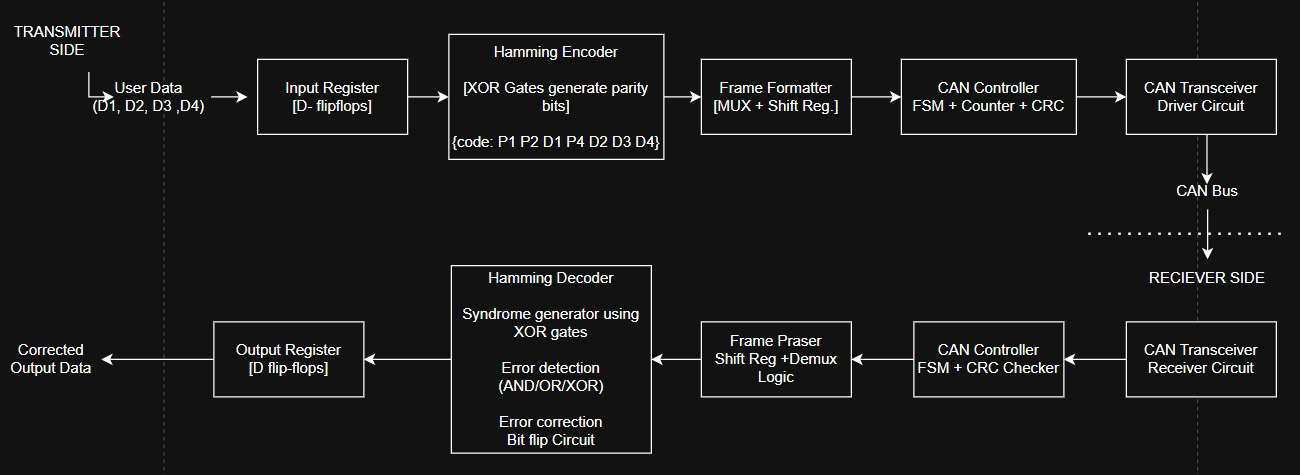 TRANSMITTER
SIDE
User Data
(D1, D2, D3 ,D4)
Input Register
[D- flipflops]
Hamming Encoder
[XOR Gates generate parity
bits]
{code: P1 P2 D1 P4 D2 D3 D4}
Frame Formatter
[MUX + Shift Reg.]
CAN Controller
FSM + Counter + CRC
CAN Transceiver
Driver Circuit
CAN Bus
RECIEVER SIDE
CAN Transceiver
Receiver Circuit
CAN Controller
FSM + CRC Checker
Frame Praser
Shift Reg +Demux
Logic
Hamming Decoder
Syndrome generator using
XOR gates
Error detection
(AND/OR/XOR)
Error correction
Bit flip Circuit
Output Register
[D flip-flops]
Corrected
Output Data